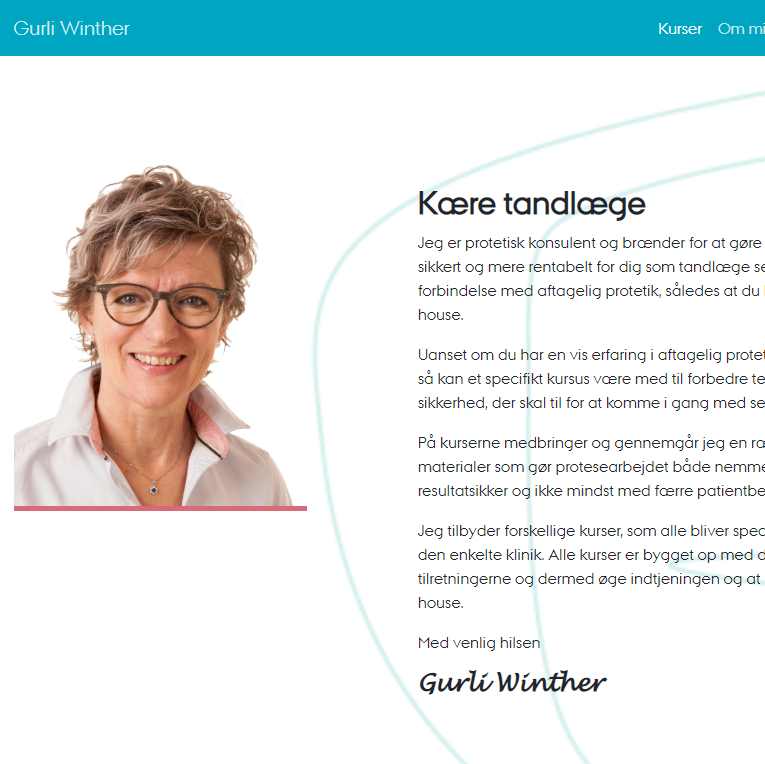 Gurli Winther
Kurser Om mi
Kære tandlæge
Jeg er protetisk konsulent og brænder for at gøre
sikkert og mere rentabelt for dig som tandlæge se
forbindelse med aftagelig protetik, således at du
house.
Uanset om du har en vis erfaring i aftagelig prote
så kan et specifikt kursus være med til forbedre te
sikkerhed, der skal til for at komme i gang med se
På kurserne medbringer og gennemgår jeg en ræ
materialer som gør protesearbejdet både nemme
resultatsikker og ikke mindst med færre patientbe
Jeg tilbyder forskellige kurser, som alle bliver spec
den enkelte klinik. Alle kurser er bygget op med d
tilretningerne og dermed øge indtjeningen og at
house.
Med venlig hilsen
Gurli Winther